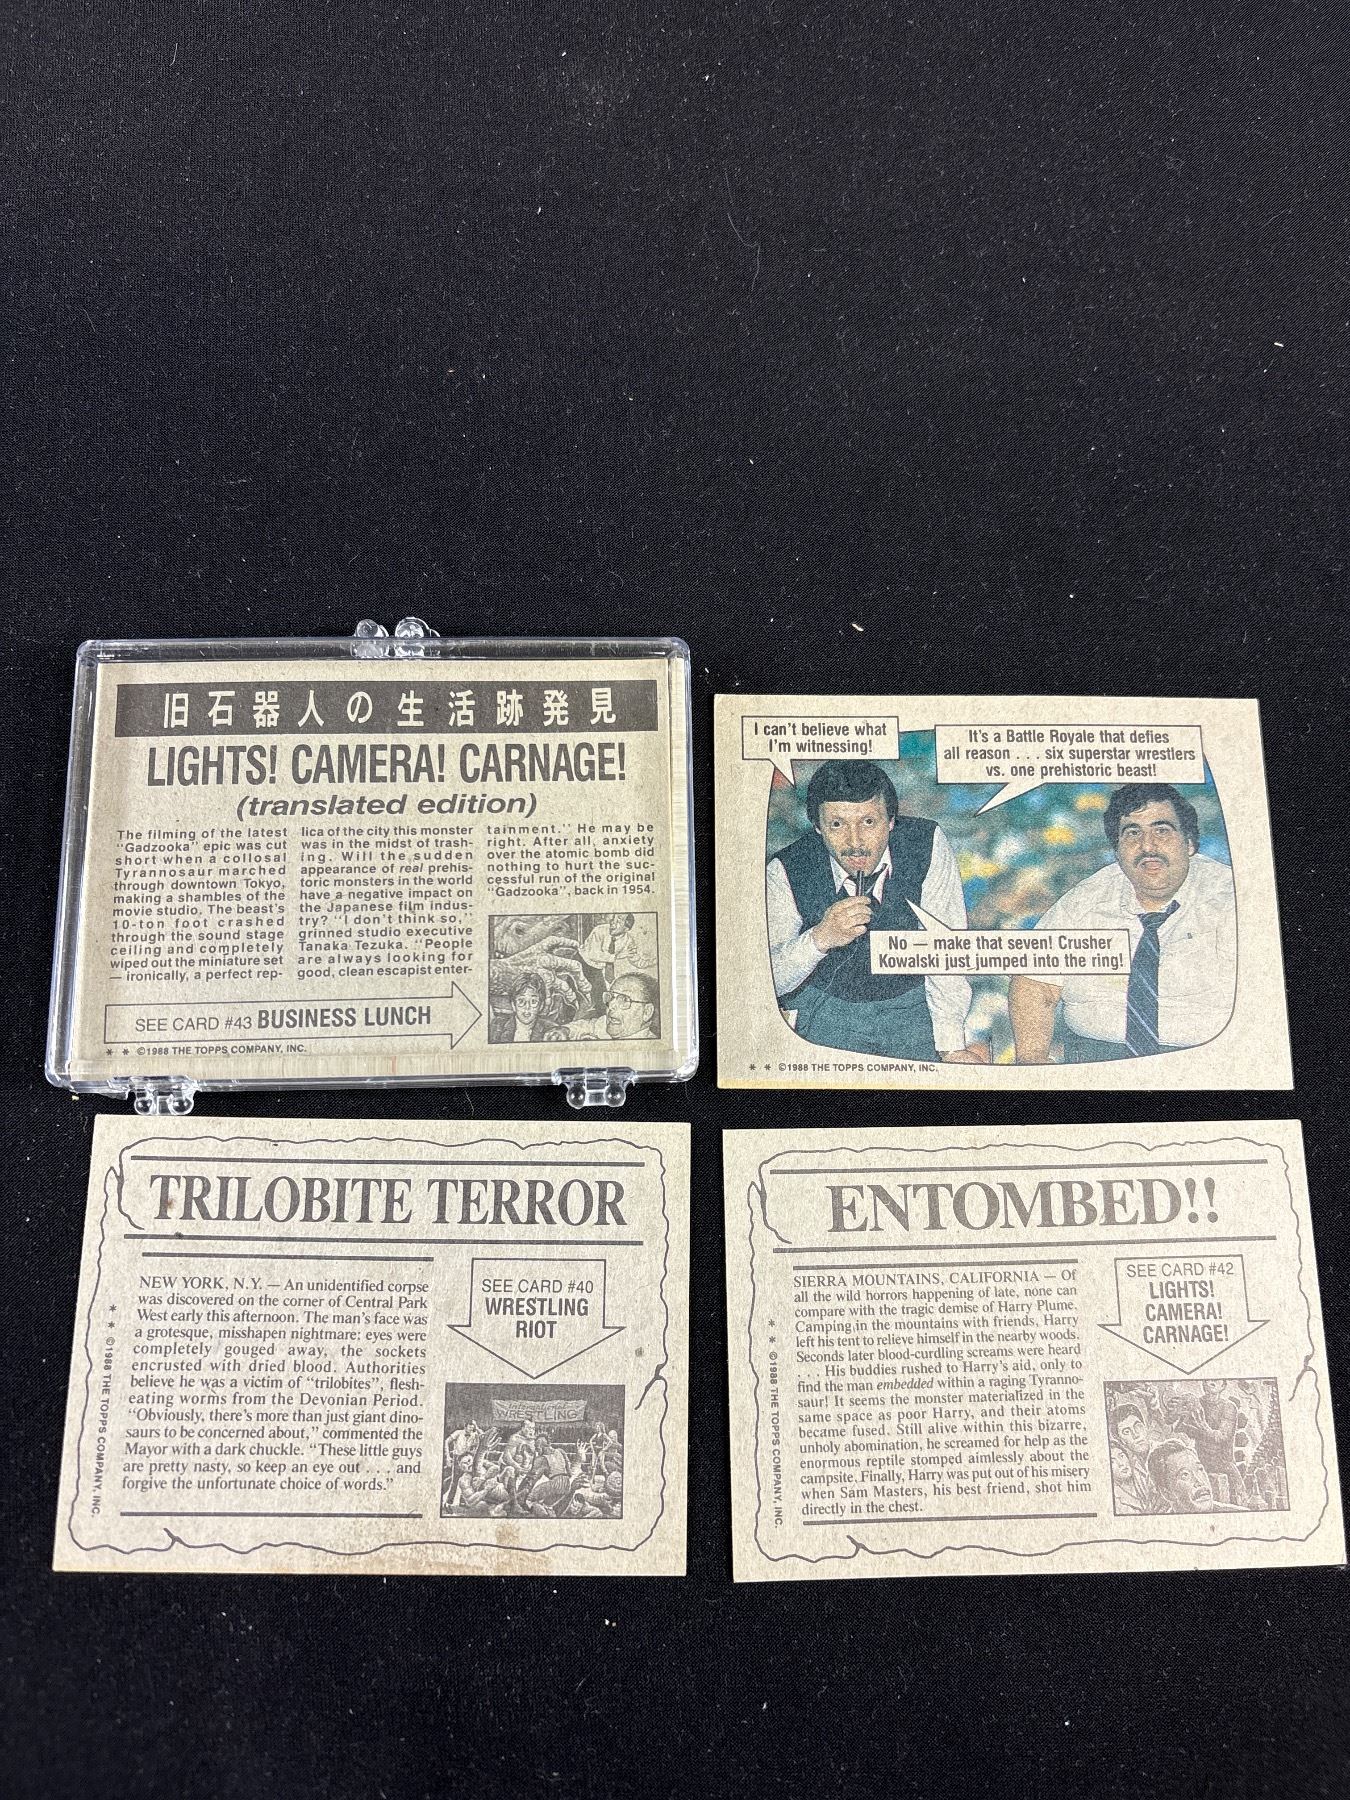 旧石器人の生活跡発見
LIGHTS! CAMERA! CARNAGE!
(translated edition)
The filming of the latest
"Gadzooka" epic was cut
short when a collosal
Tyrannosaur marched
through downtown Tokyo,
making a shambles of the
movie studio. The beast's
10-ton foot crashed
through the sound stage
ceiling and completely
wiped out the miniature set
— ironically, a perfect rep-
lica of the city this monster
was in the midst of trash-
ing. Will the sudden
appearance of real prehis-
toric monsters in the world
have a negative impact on
the Japanese film indus-
try? "I don't think so,"
grinned studio executive
Tanaka Tezuka. "People
are always looking for
good, clean escapist enter-
tainment." He may be
right. After all, anxiety
over the atomic bomb did
nothing to hurt the suc-
cessful run of the original
"Gadzooka", back in 1954.
SEE CARD #43 BUSINESS LUNCH
* * ©1988 THE TOPPS COMPANY, INC.
I can't believe what
I'm witnessing!
It's a Battle Royale that defies
all reason . . . six superstar wrestlers
vs. one prehistoric beast!
No — make that seven! Crusher
Kowalski just jumped into the ring!
* * ©1988 THE TOPPS COMPANY, INC.
TRILOBITE TERROR
NEW YORK, N.Y. — An unidentified corpse
was discovered on the corner of Central Park
West early this afternoon. The man's face was
a grotesque, misshapen nightmare: eyes were
completely gouged away, the sockets
encrusted with dried blood. Authorities
believe he was a victim of "trilobites", flesh-
eating worms from the Devonian Period.
"Obviously, there's more than just giant dino-
saurs to be concerned about," commented the
Mayor with a dark chuckle. "These little guys
are pretty nasty, so keep an eye out . . . and
forgive the unfortunate choice of words."
SEE CARD #40
WRESTLING
RIOT
International
WRESTLING
* * ©1988 THE TOPPS COMPANY, INC.
ENTOMBED!!
SIERRA MOUNTAINS, CALIFORNIA — Of
all the wild horrors happening of late, none can
compare with the tragic demise of Harry Plume.
Camping in the mountains with friends, Harry
left his tent to relieve himself in the nearby woods.
Seconds later blood-curdling screams were heard
. . . His buddies rushed to Harry's aid, only to
find the man embedded within a raging Tyranno-
saur! It seems the monster materialized in the
same space as poor Harry, and their atoms
became fused. Still alive within this bizarre,
unholy abomination, he screamed for help as the
enormous reptile stomped aimlessly about the
campsite. Finally, Harry was put out of his misery
when Sam Masters, his best friend, shot him
directly in the chest.
SEE CARD #42
LIGHTS!
CAMERA!
CARNAGE!
* * ©1988 THE TOPPS COMPANY, INC.